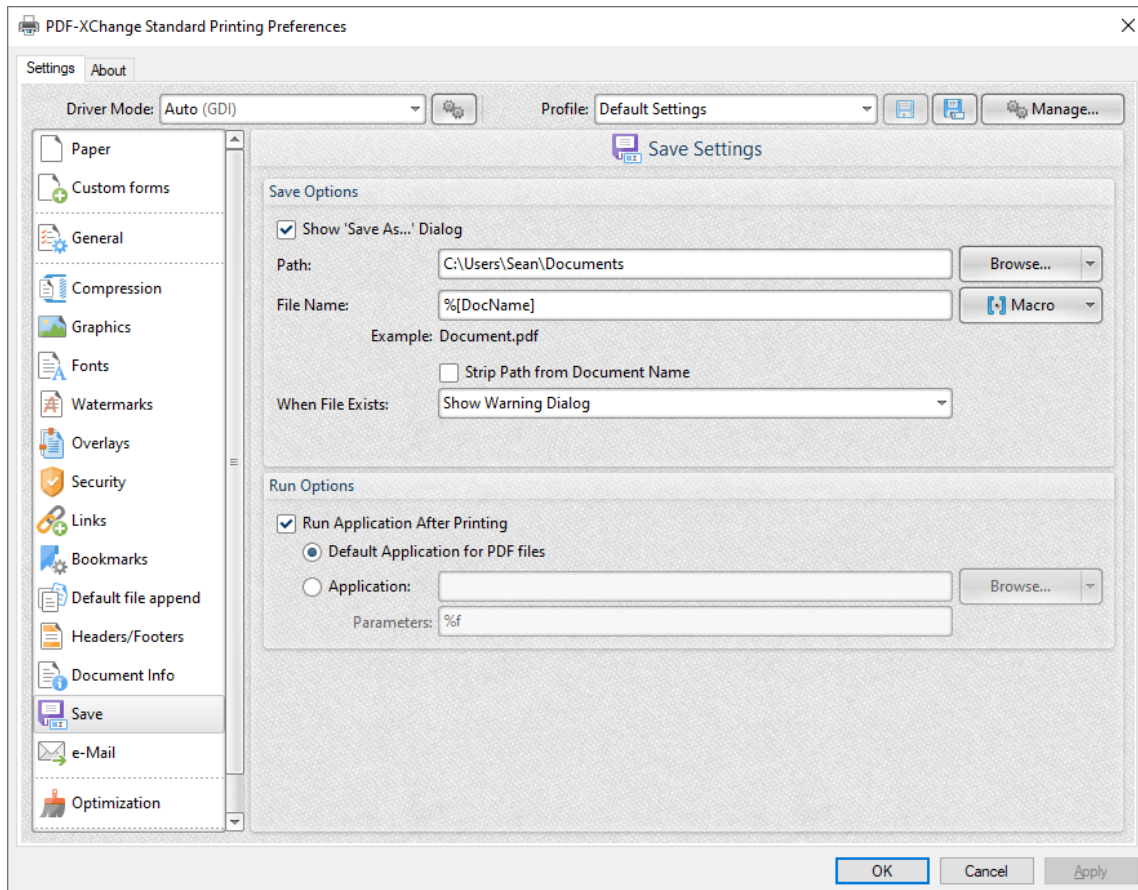 PDF-XChange Standard Printing Preferences
Settings About
Driver Mode: Auto (GDI) Profile: Default Settings Manage...
Paper
Custom forms
General
Compression
Graphics
Fonts
Watermarks
Overlays
Security
Links
Bookmarks
Default file append
Headers/Footers
Document Info
Save
e-Mail
Optimization
Save Settings
Save Options
Show 'Save As...' Dialog
Path: C:\Users\Sean\Documents Browse...
File Name: %[DocName] Macro
Example: Document.pdf
Strip Path from Document Name
When File Exists: Show Warning Dialog
Run Options
Run Application After Printing
Default Application for PDF files
Application: Browse...
Parameters: %f
OK Cancel Apply